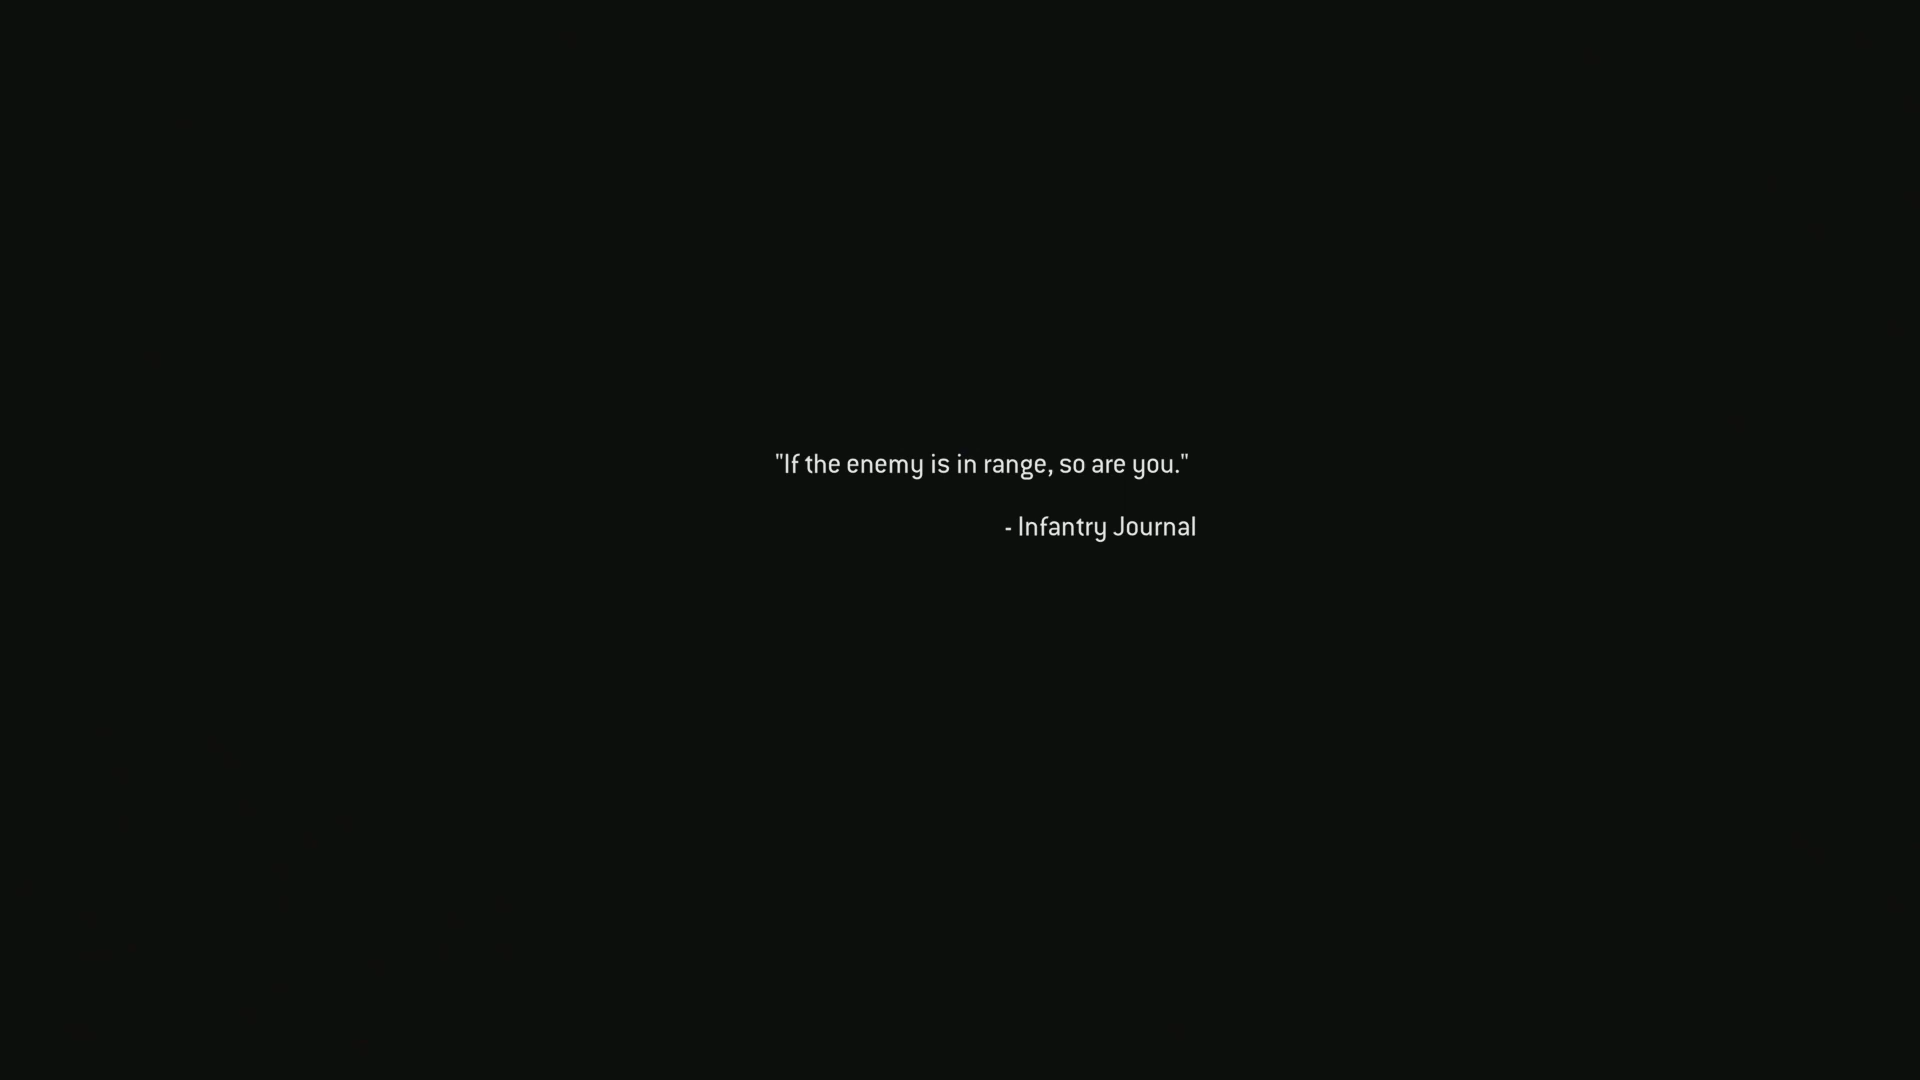 "If the enemy is in range, so are you."
- Infantry Journal